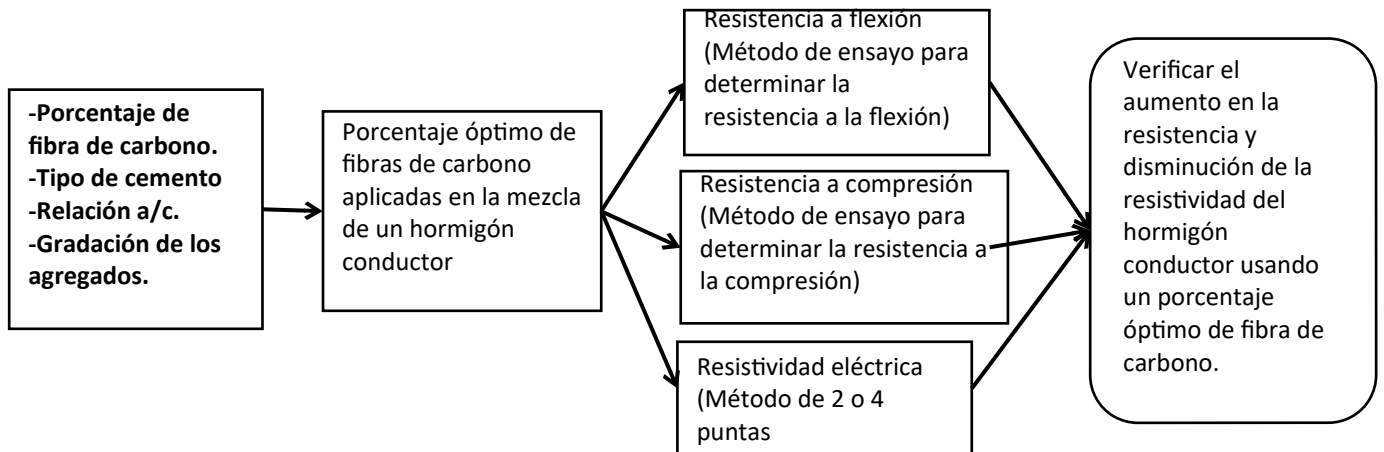 -Porcentaje de
fibra de carbono.
-Tipo de cemento
-Relación a/c.
-Gradación de los
agregados.
Porcentaje óptimo de
fibras de carbono
aplicadas en la mezcla
de un hormigón
conductor
Resistencia a flexión
(Método de ensayo para
determinar la
resistencia a la flexión)
Resistencia a compresión
(Método de ensayo para
determinar la resistencia a
la compresión)
Resistividad eléctrica
(Método de 2 o 4
puntas
Verificar el
aumento en la
resistencia y
disminución de la
resistividad del
hormigón
conductor usando
un porcentaje
óptimo de fibra de
carbono.